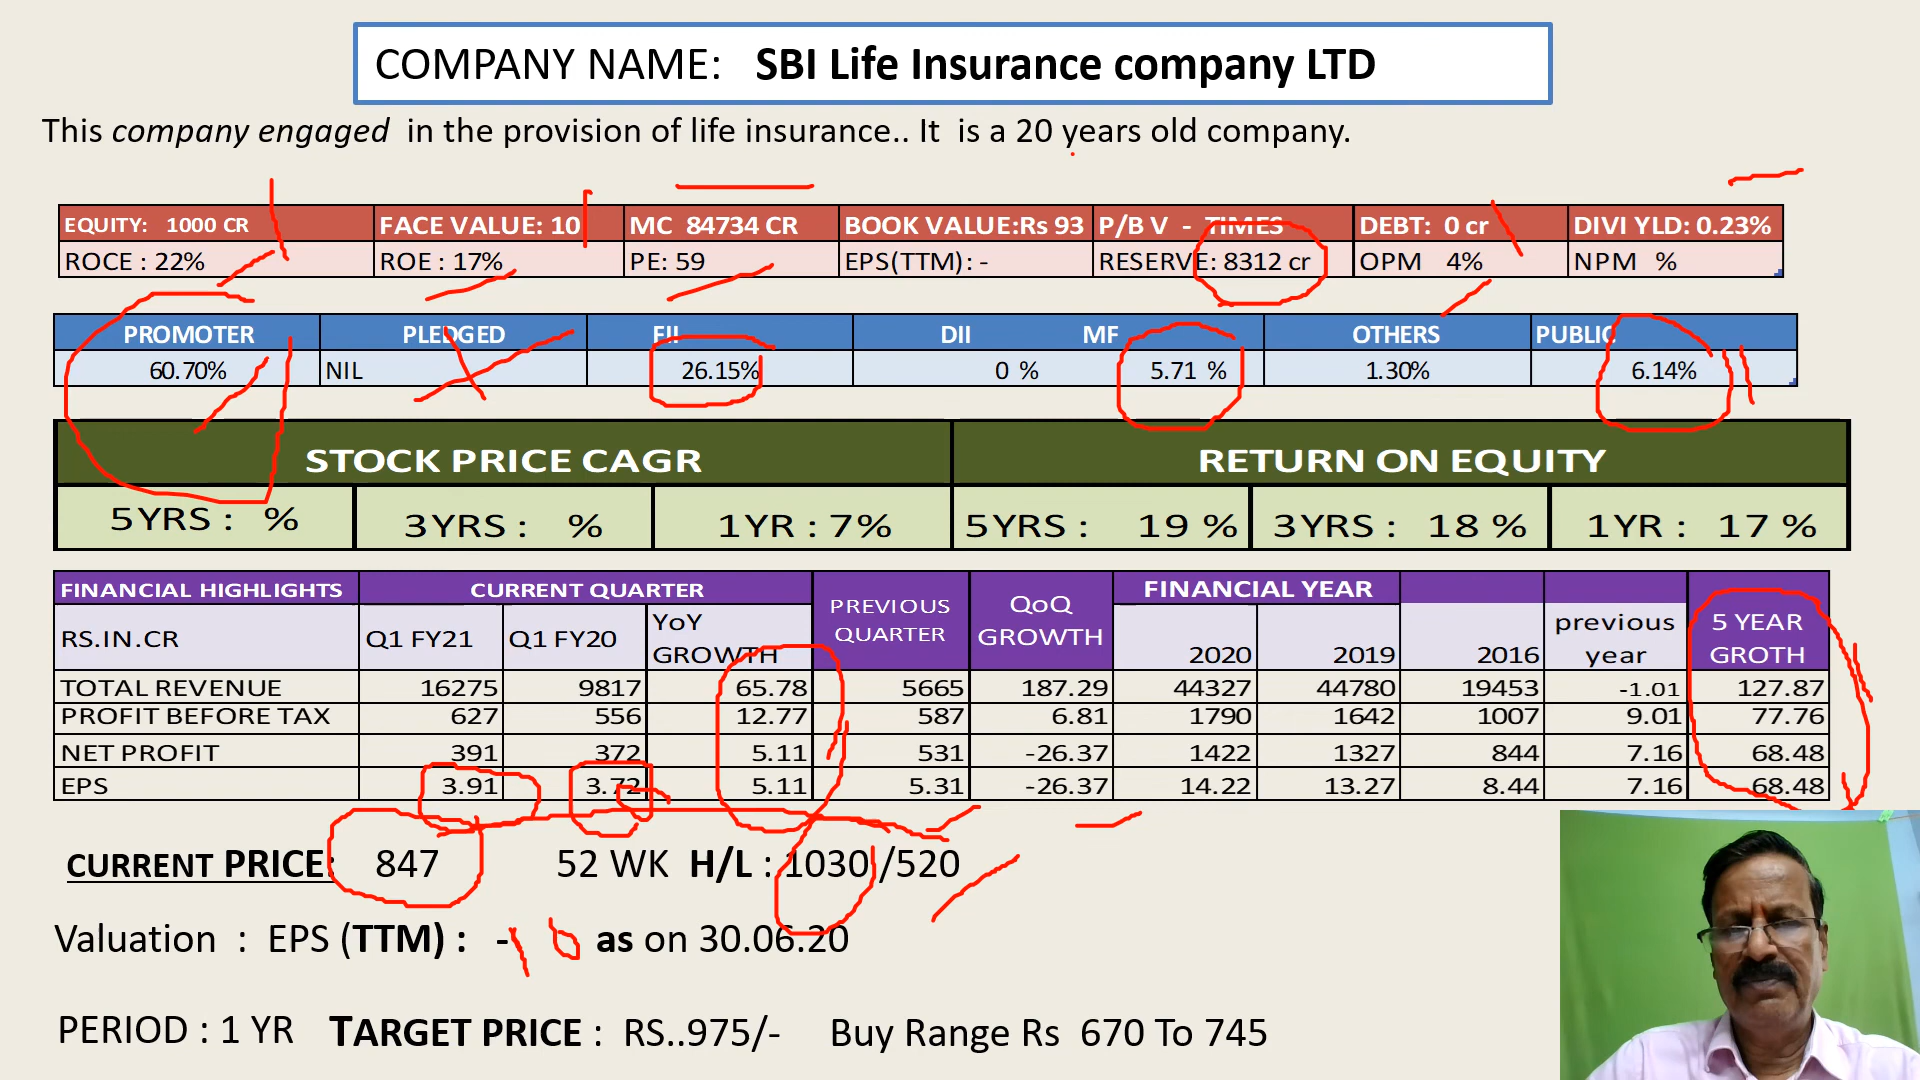 COMPANY NAME: SBI Life Insurance company LTD
This company engaged in the provision of life insurance.. It is a 20 years old company.
EQUITY: 1000 CR FACE VALUE: 10 MC 84734 CR BOOK VALUE:Rs 93 P/B V - TIMES DEBT: 0 cr DIVI YLD: 0.23%
ROCE : 22% ROE : 17% PE: 59 EPS(TTM) : - RESERVE: 8312 cr OPM 4% NPM %
PROMOTER PLEDGED FII DII MF OTHERS PUBLIC
60.70% NIL 26.15% 0 % 5.71 % 1.30% 6.14%
STOCK PRICE CAGR RETURN ON EQUITY
5YRS : % 3YRS : % 1YR : 7% 5YRS : 19 % 3YRS : 18 % 1YR : 17 %
FINANCIAL HIGHLIGHTS CURRENT QUARTER PREVIOUS QUARTER QoQ GROWTH FINANCIAL YEAR 5 YEAR GROTH
RS.IN.CR Q1 FY21 Q1 FY20 YoY GROWTH 2020 2019 2016 previous year
TOTAL REVENUE 16275 9817 65.78 5665 187.29 44327 44780 19453 -1.01 127.87
PROFIT BEFORE TAX 627 556 12.77 587 6.81 1790 1642 1007 9.01 77.76
NET PROFIT 391 372 5.11 531 -26.37 1422 1327 844 7.16 68.48
EPS 3.91 3.72 5.11 5.31 -26.37 14.22 13.27 8.44 7.16 68.48
CURRENT PRICE: 847 52 WK H/L : 1030 /520
Valuation : EPS (TTM) : - as on 30.06.20
PERIOD : 1 YR TARGET PRICE : RS..975/- Buy Range Rs 670 To 745